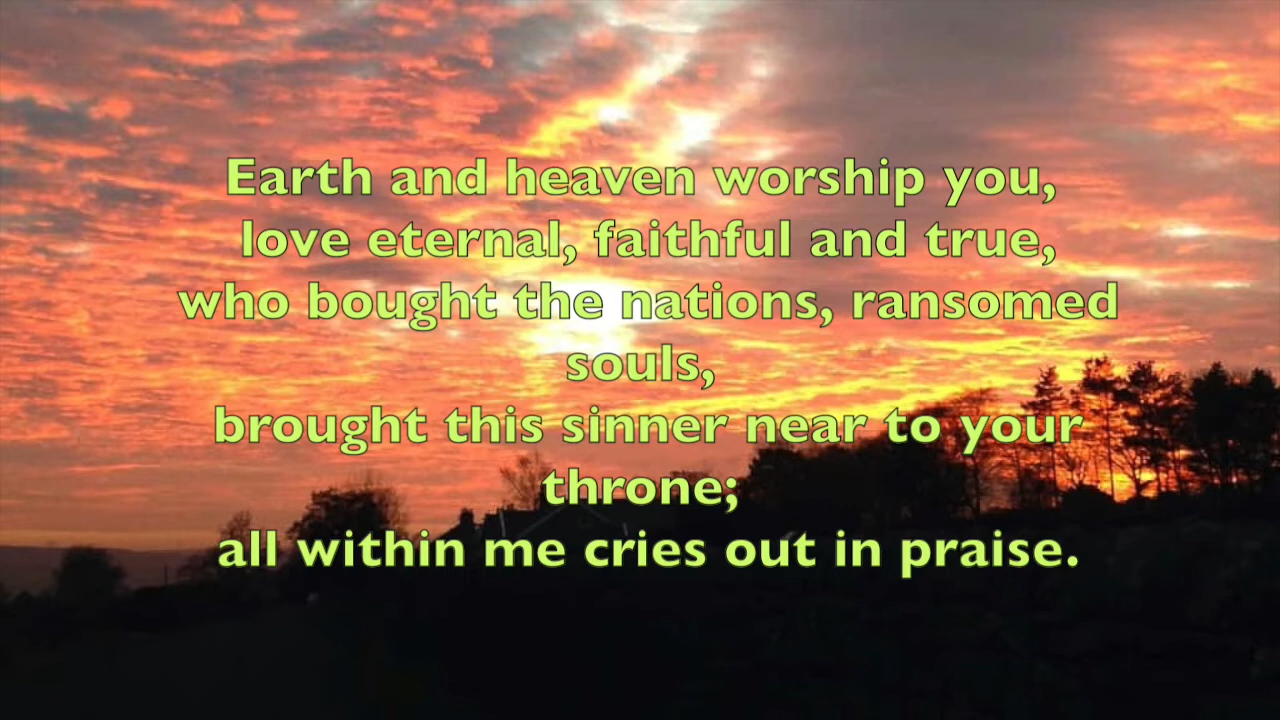 Earth and heaven worship you,
love eternal, faithful and true,
who bought the nations, ransomed
souls,
brought this sinner near to your
throne;
all within me cries out in praise.